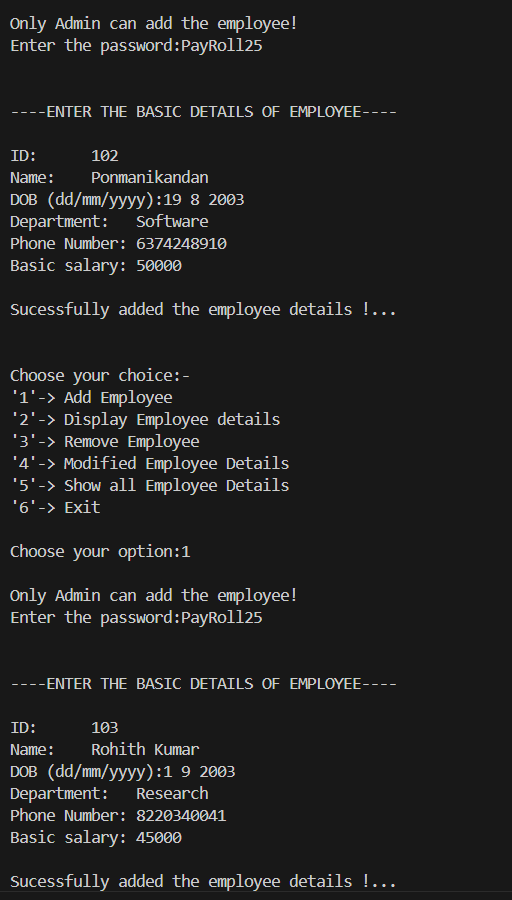 Only Admin can add the employee!
Enter the password:PayRoll25
----ENTER THE BASIC DETAILS OF EMPLOYEE----
ID:      102
Name:    Ponmanikandan
DOB (dd/mm/yyyy):19 8 2003
Department:   Software
Phone Number: 6374248910
Basic salary: 50000
Sucessfully added the employee details !...
Choose your choice:-
'1'-> Add Employee
'2'-> Display Employee details
'3'-> Remove Employee
'4'-> Modified Employee Details
'5'-> Show all Employee Details
'6'-> Exit
Choose your option:1
Only Admin can add the employee!
Enter the password:PayRoll25
----ENTER THE BASIC DETAILS OF EMPLOYEE----
ID:      103
Name:    Rohith Kumar
DOB (dd/mm/yyyy):1 9 2003
Department:   Research
Phone Number: 8220340041
Basic salary: 45000
Sucessfully added the employee details !...